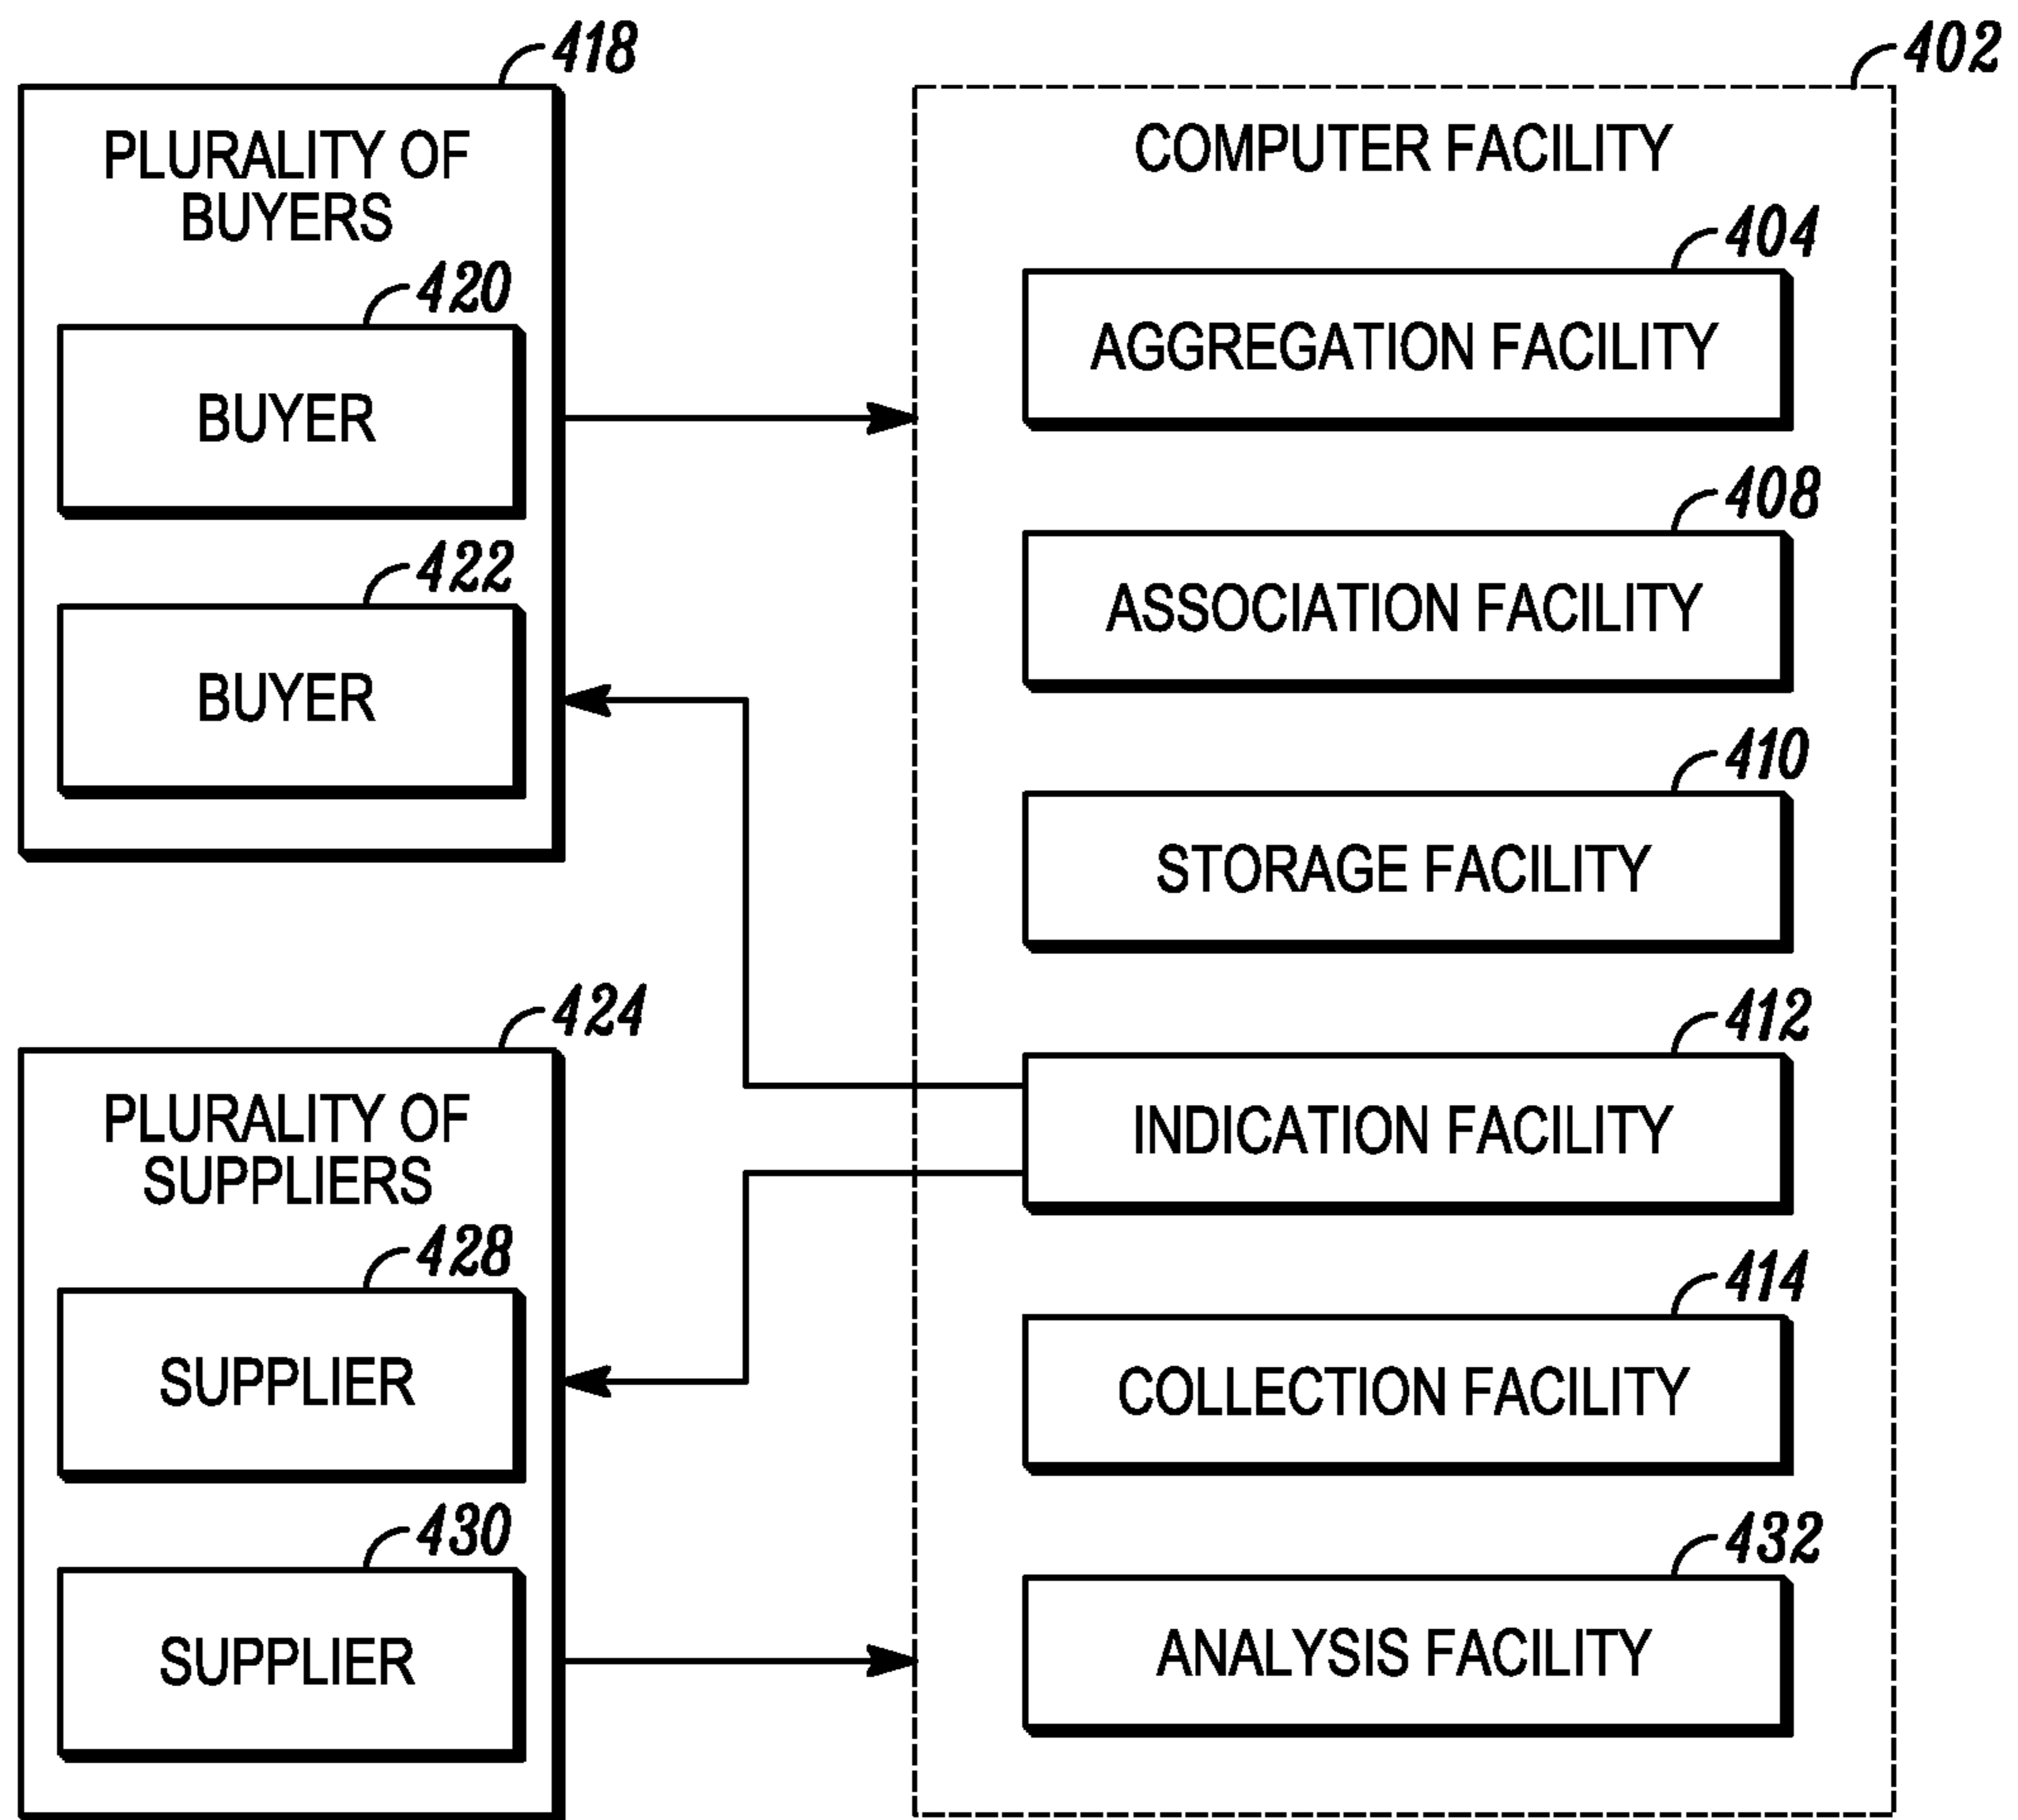 418
PLURALITY OF
BUYERS
420
BUYER
422
BUYER
424
PLURALITY OF
SUPPLIERS
428
SUPPLIER
430
SUPPLIER
402
COMPUTER FACILITY
404
AGGREGATION FACILITY
408
ASSOCIATION FACILITY
410
STORAGE FACILITY
412
INDICATION FACILITY
414
COLLECTION FACILITY
432
ANALYSIS FACILITY